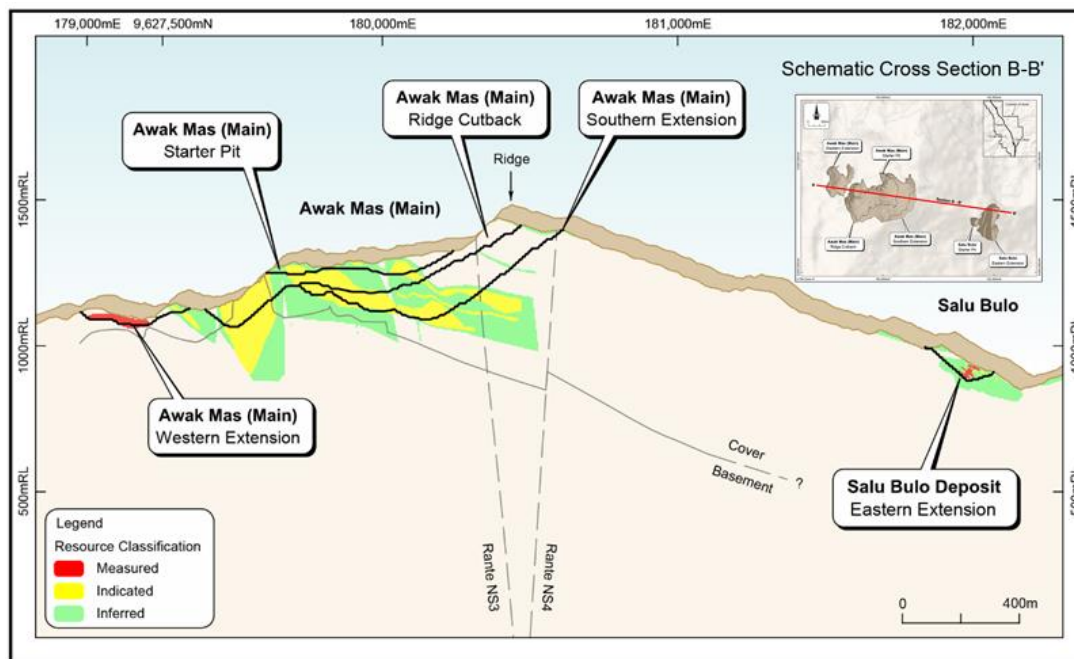 179,000mE 9,627,500mN 180,000mE 181,000mE 182,000mE
Schematic Cross Section B-B'
Awak Mas (Main)
Starter Pit
Awak Mas (Main)
Ridge Cutback
Awak Mas (Main)
Southern Extension
Ridge
Awak Mas (Main)
1500mRL
1000mRL
500mRL
Salu Bulo
Awak Mas (Main)
Western Extension
Cover
Basement
?
Salu Bulo Deposit
Eastern Extension
Rante NS3
Rante NS4
Legend
Resource Classification
Measured
Indicated
Inferred
0 400m